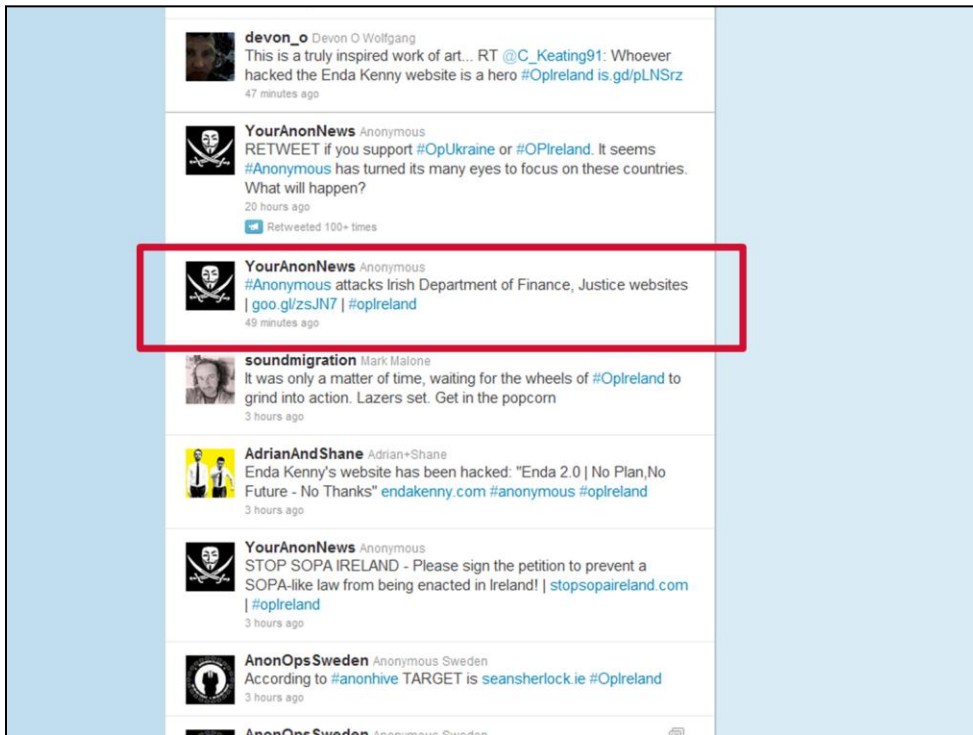 devon_o Devon O Wolfgang
This is a truly inspired work of art... RT @C_Keating91: Whoever
hacked the Enda Kenny website is a hero #OpIreland is.gd/pLNSrz
47 minutes ago
YourAnonNews Anonymous
RETWEET if you support #OpUkraine or #OPIreland. It seems
#Anonymous has turned its many eyes to focus on these countries.
What will happen?
20 hours ago
Retweeted 100+ times
YourAnonNews Anonymous
#Anonymous attacks Irish Department of Finance, Justice websites
| goo.gl/zsJN7 | #opIreland
49 minutes ago
soundmigration Mark Malone
It was only a matter of time, waiting for the wheels of #OpIreland to
grind into action. Lazers set. Get in the popcorn
3 hours ago
AdrianAndShane Adrian+Shane
Enda Kenny's website has been hacked: "Enda 2.0 | No Plan,No
Future - No Thanks" endakenny.com #anonymous #opIreland
3 hours ago
YourAnonNews Anonymous
STOP SOPA IRELAND - Please sign the petition to prevent a
SOPA-like law from being enacted in Ireland! | stopsopaireland.com
| #opIreland
3 hours ago
AnonOpsSweden Anonymous Sweden
According to #anonhive TARGET is seansherlock.ie #OpIreland
3 hours ago
AnonOpsSweden Anonymous Sweden